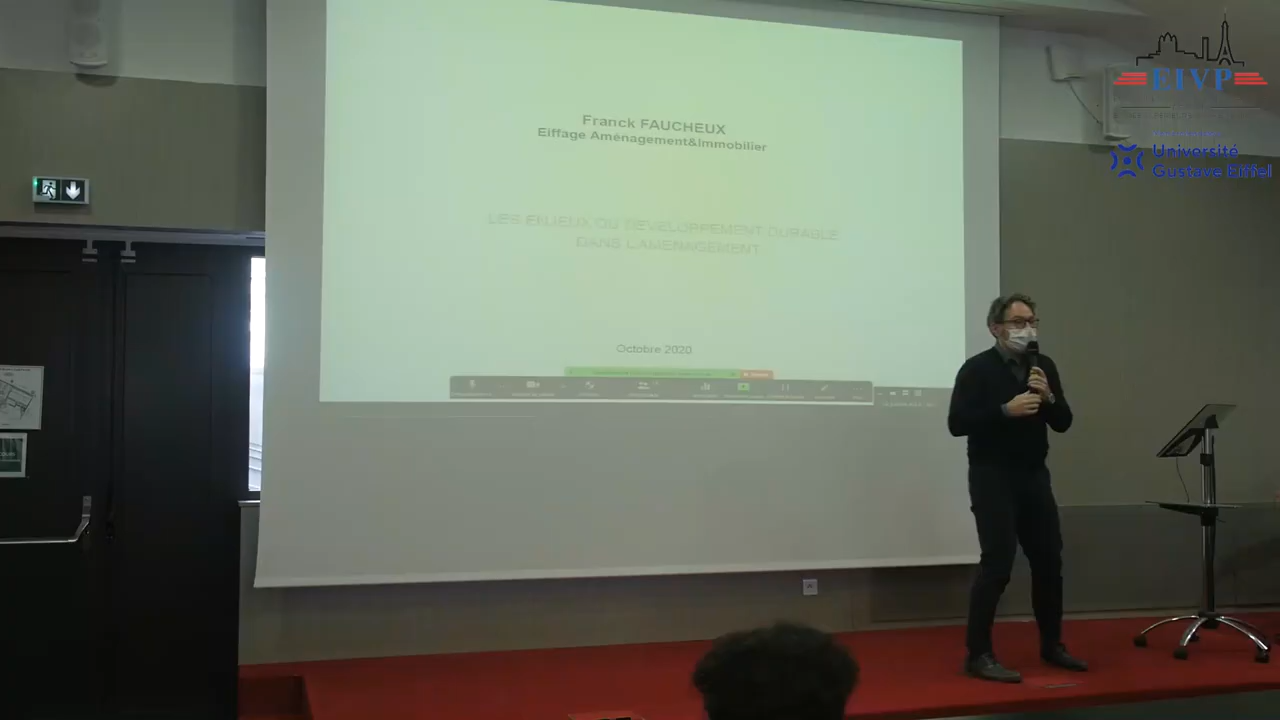 Franck FAUCHEUX
Eiffage Aménagement&Immobilier
LES ENJEUX DU DEVELOPPEMENT DURABLE
DANS L'AMENAGEMENT
Octobre 2020
EIVP
Université
Gustave Eiffel